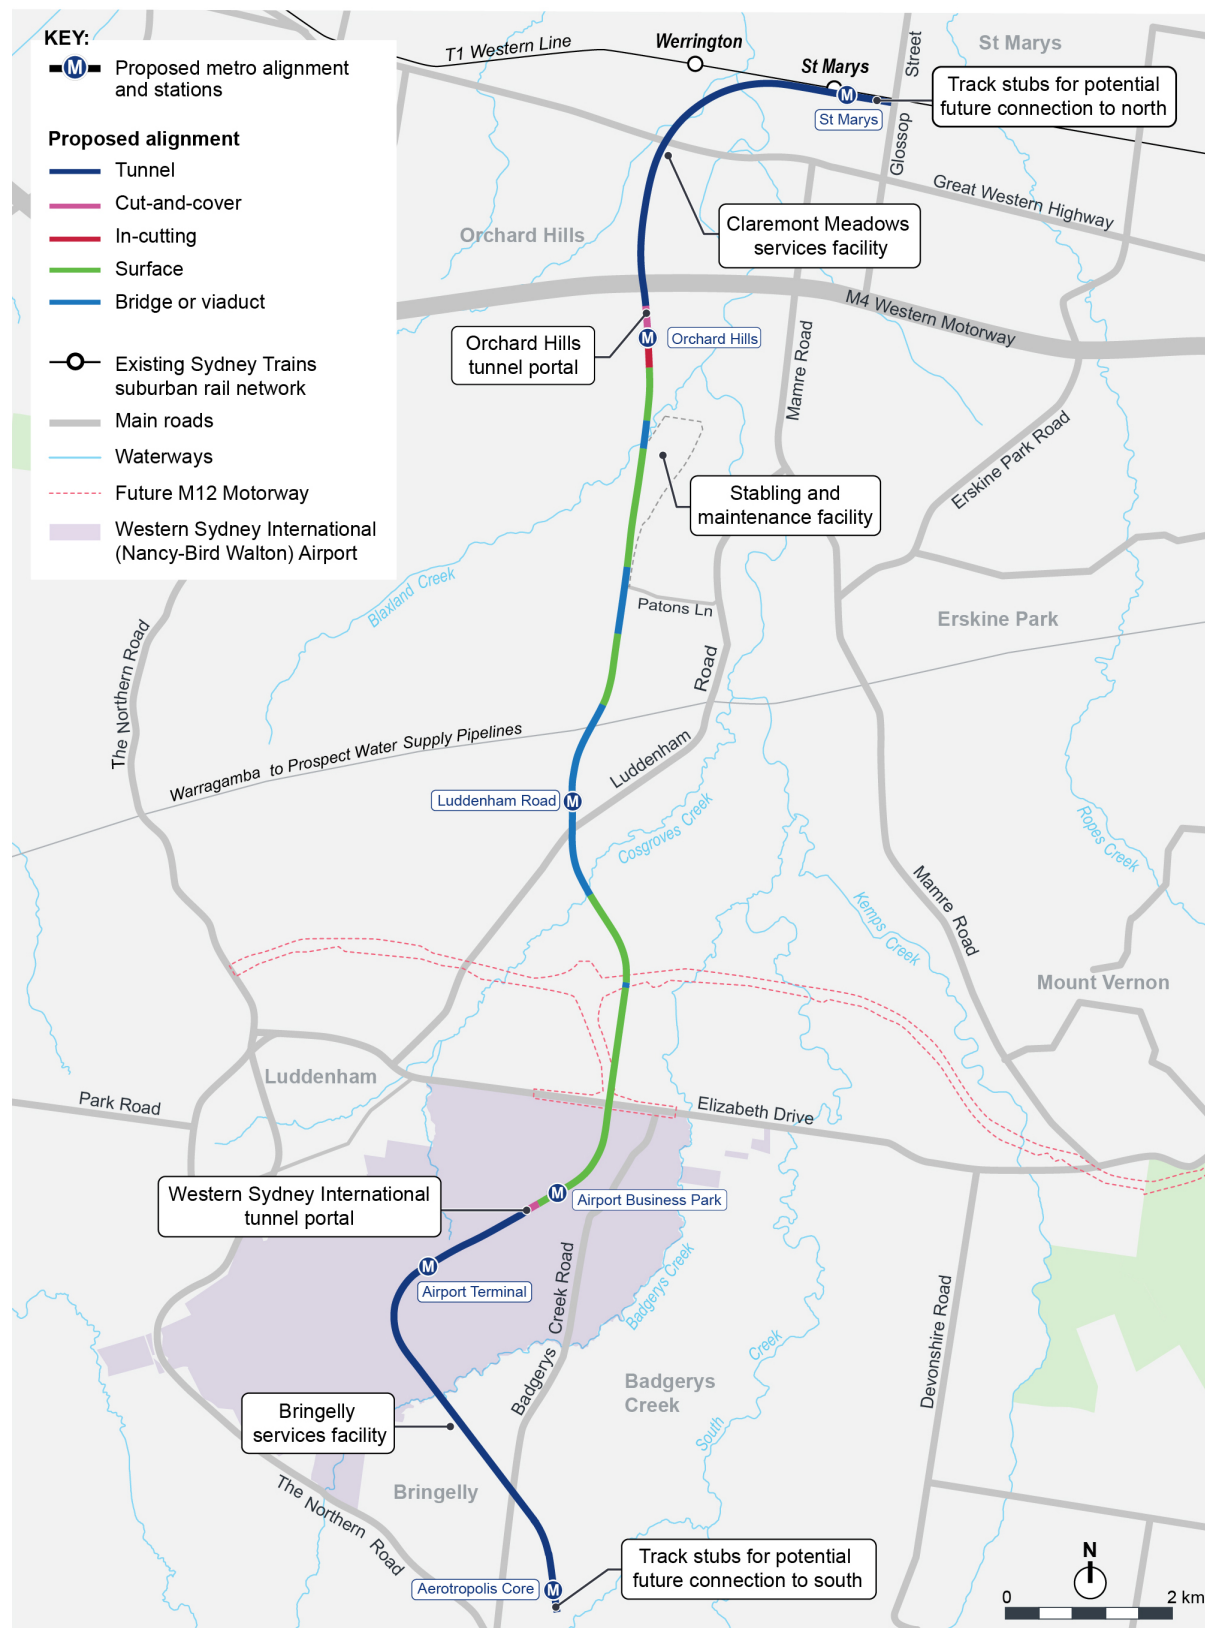 KEY:
M
Proposed metro alignment
and stations
Proposed alignment
Tunnel
Cut-and-cover
In-cutting
Surface
Bridge or viaduct
Existing Sydney Trains
suburban rail network
Main roads
Waterways
Future M12 Motorway
Western Sydney International
(Nancy-Bird Walton) Airport
T1 Western Line
Werrington
St Marys
Glossop Street
St Marys
M
St Marys
Track stubs for potential
future connection to north
Great Western Highway
Claremont Meadows
services facility
Orchard Hills
M4 Western Motorway
Orchard Hills
tunnel portal
M
Orchard Hills
Mamre Road
Erskine Park Road
Stabling and
maintenance facility
Blaxland Creek
Patons Ln
Erskine Park
The Northern Road
Luddenham Road
Warragamba to Prospect Water Supply Pipelines
Luddenham Road
M
Cosgroves Creek
Ropes Creek
Kemps Creek
Mamre Road
Mount Vernon
Luddenham
Park Road
Elizabeth Drive
Western Sydney International
tunnel portal
M
Airport Business Park
M
Airport Terminal
Badgerys Creek Road
Badgerys Creek
South Creek
Devonshire Road
Badgerys
Creek
Bringelly
services facility
Bringelly
The Northern Road
Aerotropolis Core
M
Track stubs for potential
future connection to south
N
0
2 km